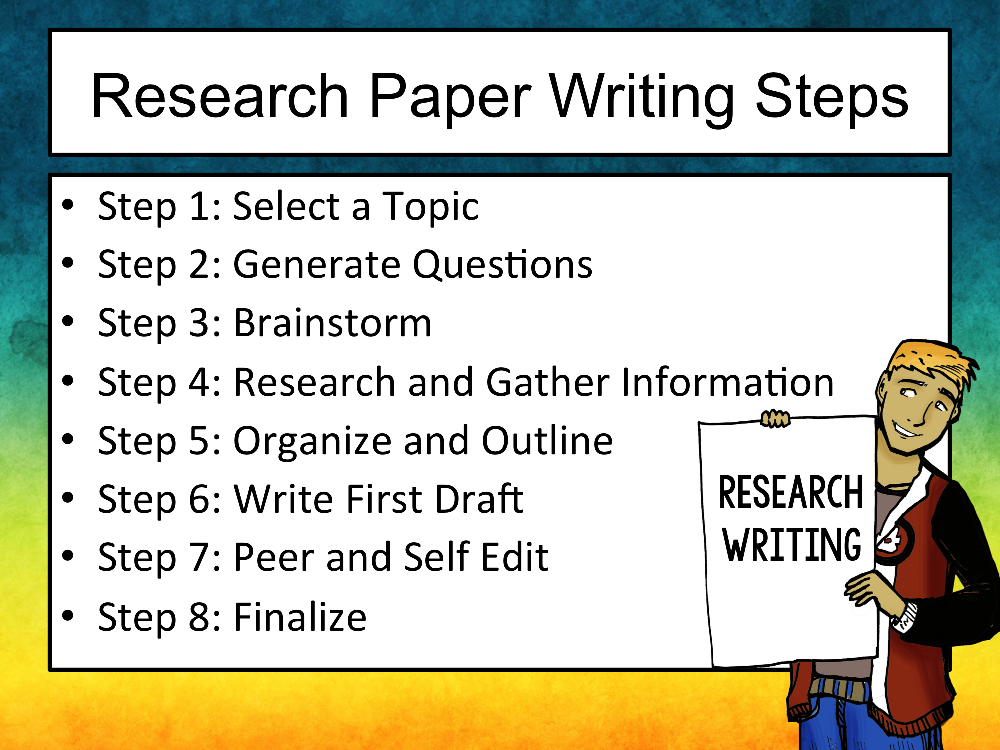 Research Paper Writing Steps
• Step 1: Select a Topic
• Step 2: Generate Questions
• Step 3: Brainstorm
• Step 4: Research and Gather Information
• Step 5: Organize and Outline
• Step 6: Write First Draft
• Step 7: Peer and Self Edit
• Step 8: Finalize
RESEARCH
WRITING